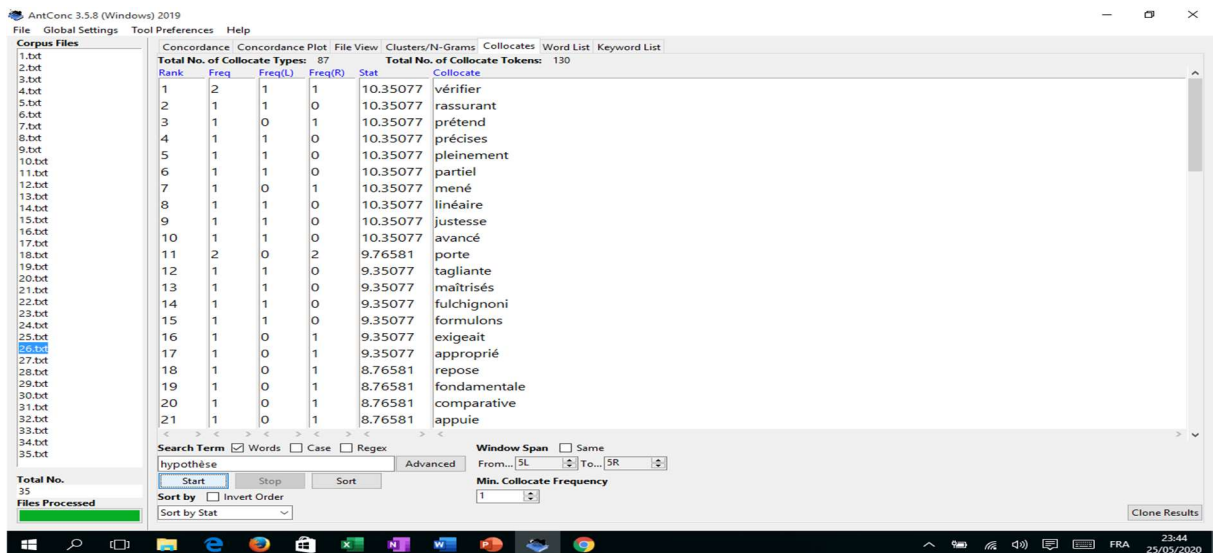 AntConc 3.5.8 (Windows) 2019
File Global Settings Tool Preferences Help
Corpus Files
1.txt
2.txt
3.txt
4.txt
5.txt
6.txt
7.txt
8.txt
9.txt
10.txt
11.txt
12.txt
13.txt
14.txt
15.txt
16.txt
17.txt
18.txt
19.txt
20.txt
21.txt
22.txt
23.txt
24.txt
25.txt
26.txt
27.txt
28.txt
29.txt
30.txt
31.txt
32.txt
33.txt
34.txt
35.txt
Total No.
35
Files Processed
Concordance Concordance Plot File View Clusters/N-Grams Collocates Word List Keyword List
Total No. of Collocate Types: 87 Total No. of Collocate Tokens: 130
Rank Freq Freq(L) Freq(R) Stat Collocate
1 2 1 1 10.35077 vérifier
2 1 1 0 10.35077 rassurant
3 1 0 1 10.35077 prétend
4 1 1 0 10.35077 précises
5 1 1 0 10.35077 pleinement
6 1 1 0 10.35077 partiel
7 1 0 1 10.35077 mené
8 1 1 0 10.35077 linéaire
9 1 1 0 10.35077 justesse
10 1 1 0 10.35077 avancé
11 2 0 2 9.76581 porte
12 1 1 0 9.35077 tagliante
13 1 1 0 9.35077 maîtrisés
14 1 1 0 9.35077 fulchignoni
15 1 1 0 9.35077 formulons
16 1 0 1 9.35077 exigeait
17 1 0 1 9.35077 approprié
18 1 0 1 8.76581 repose
19 1 0 1 8.76581 fondamentale
20 1 0 1 8.76581 comparative
21 1 0 1 8.76581 appuie
Search Term Words Case Regex Window Span Same
hypothèse Advanced From... 5L To... 5R
Start Stop Sort Min. Collocate Frequency
Sort by Invert Order 1
Sort by Stat Clone Results
FRA
23:44
25/05/2020